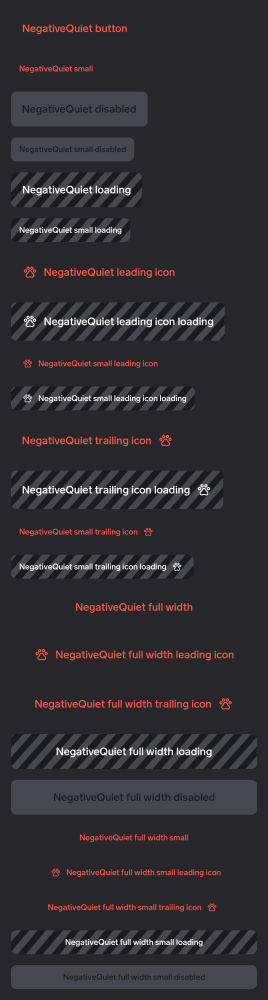 NegativeQuiet button
NegativeQuiet small
NegativeQuiet disabled
NegativeQuiet small disabled
NegativeQuiet loading
NegativeQuiet small loading
NegativeQuiet leading icon
NegativeQuiet leading icon loading
NegativeQuiet small leading icon
NegativeQuiet small leading icon loading
NegativeQuiet trailing icon
NegativeQuiet trailing icon loading
NegativeQuiet small trailing icon
NegativeQuiet small trailing icon loading
NegativeQuiet full width
NegativeQuiet full width leading icon
NegativeQuiet full width trailing icon
NegativeQuiet full width loading
NegativeQuiet full width disabled
NegativeQuiet full width small
NegativeQuiet full width small leading icon
NegativeQuiet full width small trailing icon
NegativeQuiet full width small loading
NegativeQuiet full width small disabled